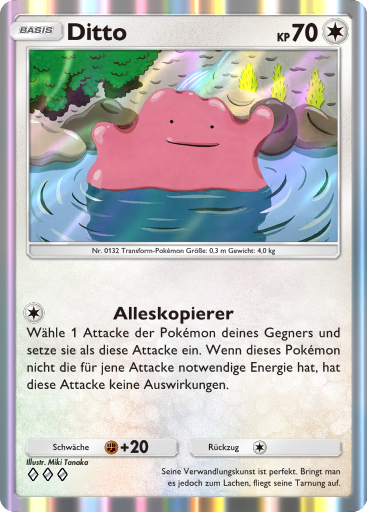 BASIS Ditto KP 70
Nr. 0132 Transform-Pokémon Größe: 0,3 m Gewicht: 4,0 kg
Alleskopierer
Wähle 1 Attacke der Pokémon deines Gegners und
setze sie als diese Attacke ein. Wenn dieses Pokémon
nicht die für jene Attacke notwendige Energie hat, hat
diese Attacke keine Auswirkungen.
Schwäche +20 Rückzug
Illustr. Miki Tanaka
Seine Verwandlungskunst ist perfekt. Bringt man
es jedoch zum Lachen, fliegt seine Tarnung auf.